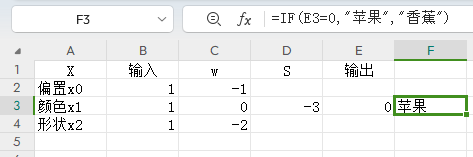 F3 fx =IF(E3=0,"苹果","香蕉")
A B C D E F
1 X 输入 w S 输出
2 偏置x0 1 -1
3 颜色x1 1 0 -3 0 苹果
4 形状x2 1 -2
5